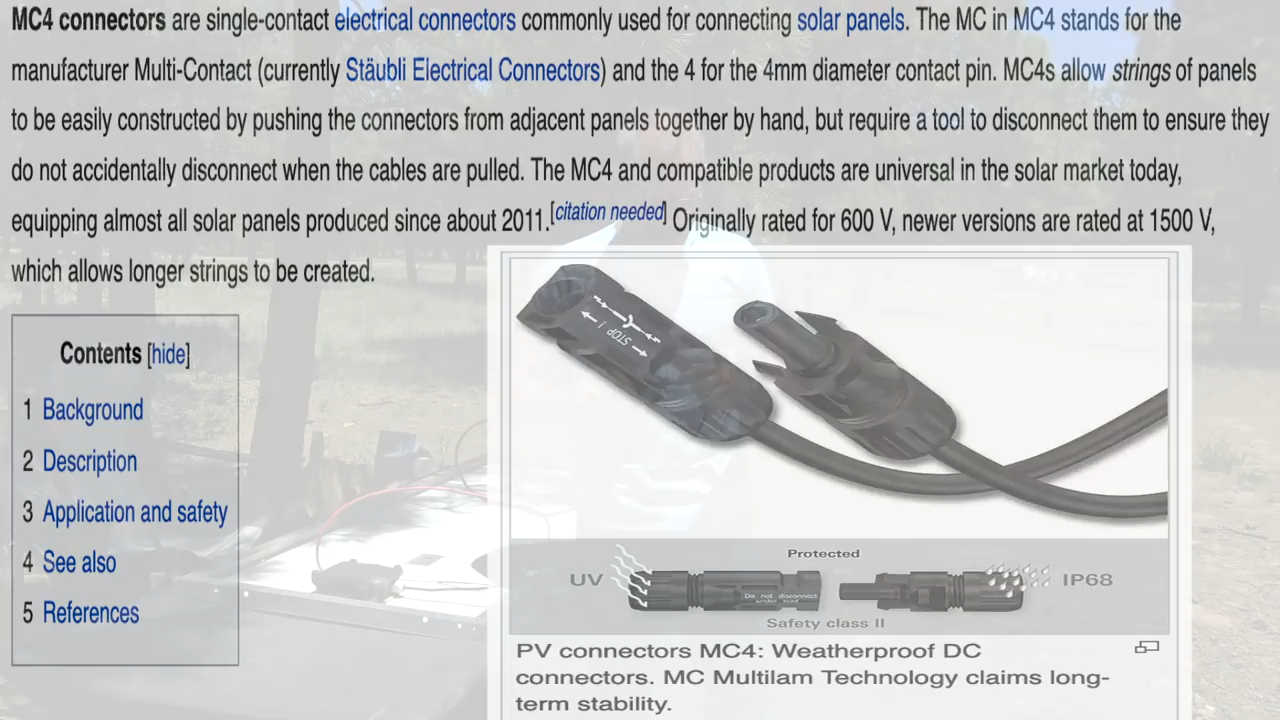 MC4 connectors are single-contact electrical connectors commonly used for connecting solar panels. The MC in MC4 stands for the
manufacturer Multi-Contact (currently Stäubli Electrical Connectors) and the 4 for the 4mm diameter contact pin. MC4s allow strings of panels
to be easily constructed by pushing the connectors from adjacent panels together by hand, but require a tool to disconnect them to ensure they
do not accidentally disconnect when the cables are pulled. The MC4 and compatible products are universal in the solar market today,
equipping almost all solar panels produced since about 2011.[citation needed] Originally rated for 600 V, newer versions are rated at 1500 V,
which allows longer strings to be created.
Contents [hide]
1 Background
2 Description
3 Application and safety
4 See also
5 References
STOP !
Protected
UV
IP68
Do not disconnect
under load
Safety class II
PV connectors MC4: Weatherproof DC
connectors. MC Multilam Technology claims long-
term stability.